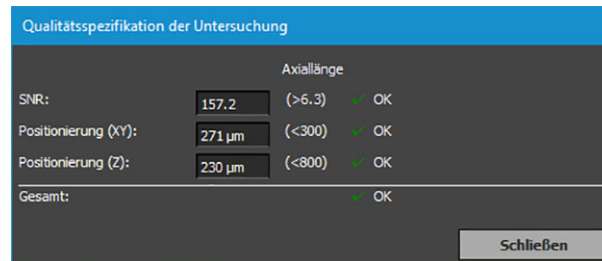 Qualitätsspezifikation der Untersuchung
Axiallänge
SNR: 157.2 (>6.3) ✓ OK
Positionierung (XY): 271 µm (<300) ✓ OK
Positionierung (Z): 230 µm (<800) ✓ OK
Gesamt: ✓ OK
Schließen